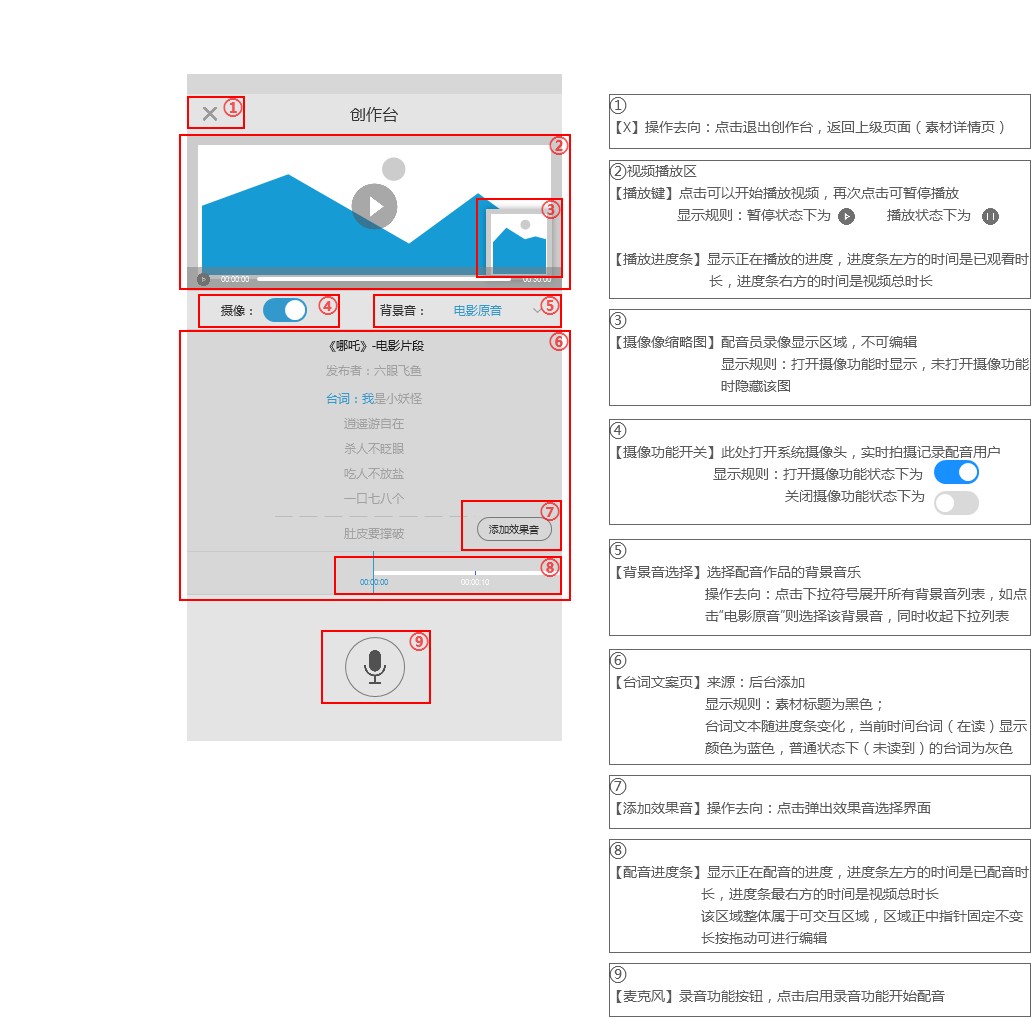 ①
创作台
②
③
00:00:00
00:30:00
摄像：
④
背景音：
电影原音
⑤
⑥
《哪吒》-电影片段
发布者：六眼飞鱼
台词：我是小妖怪
逍遥游自在
杀人不眨眼
吃人不放盐
一口七八个
肚皮要撑破
⑦
添加效果音
⑧
00:00:00
00:00:10
⑨
①
【X】操作去向：点击退出创作台，返回上级页面（素材详情页）
②视频播放区
【播放键】点击可以开始播放视频，再次点击可暂停播放
显示规则：暂停状态下为 播放状态下为
【播放进度条】显示正在播放的进度，进度条左方的时间是已观看时
长，进度条右方的时间是视频总时长
③
【摄像像缩略图】配音员录像显示区域，不可编辑
显示规则：打开摄像功能时显示，未打开摄像功能
时隐藏该图
④
【摄像功能开关】此处打开系统摄像头，实时拍摄记录配音用户
显示规则：打开摄像功能状态下为
关闭摄像功能状态下为
⑤
【背景音选择】选择配音作品的背景音乐
操作去向：点击下拉符号展开所有背景音列表，如点
击"电影原音"则选择该背景音，同时收起下拉列表
⑥
【台词文案页】来源：后台添加
显示规则：素材标题为黑色；
台词文本随进度条变化，当前时间台词（在读）显示
颜色为蓝色，普通状态下（未读到）的台词为灰色
⑦
【添加效果音】操作去向：点击弹出效果音选择界面
⑧
【配音进度条】显示正在配音的进度，进度条左方的时间是已配音时
长，进度条最右方的时间是视频总时长
该区域整体属于可交互区域，区域正中指针固定不变
长按拖动可进行编辑
⑨
【麦克风】录音功能按钮，点击启用录音功能开始配音